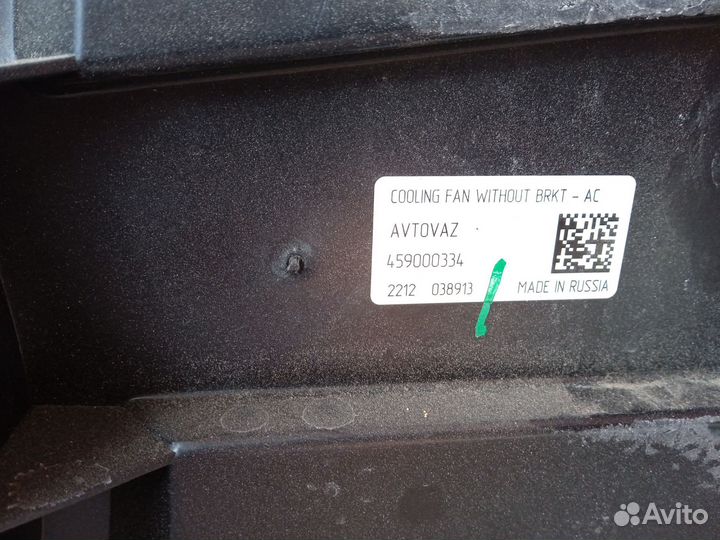 COOLING FAN WITHOUT BRKT - AC
AVTOVAZ
459000334
2212 038913 MADE IN RUSSIA
Avito